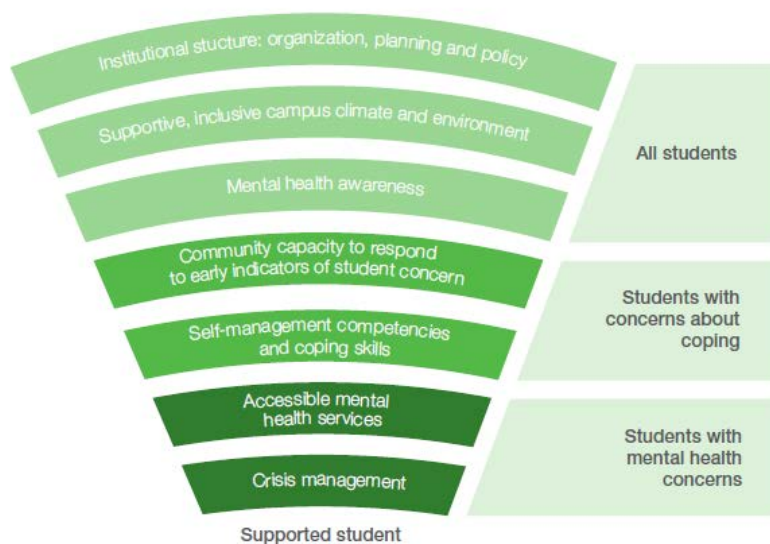 Institutional stucture: organization, planning and policy
Supportive, inclusive campus climate and environment
Mental health awareness
Community capacity to respond
to early indicators of student concern
Self-management competencies
and coping skills
Accessible mental
health services
Crisis management
Supported student
All students
Students with
concerns about
coping
Students with
mental health
concerns